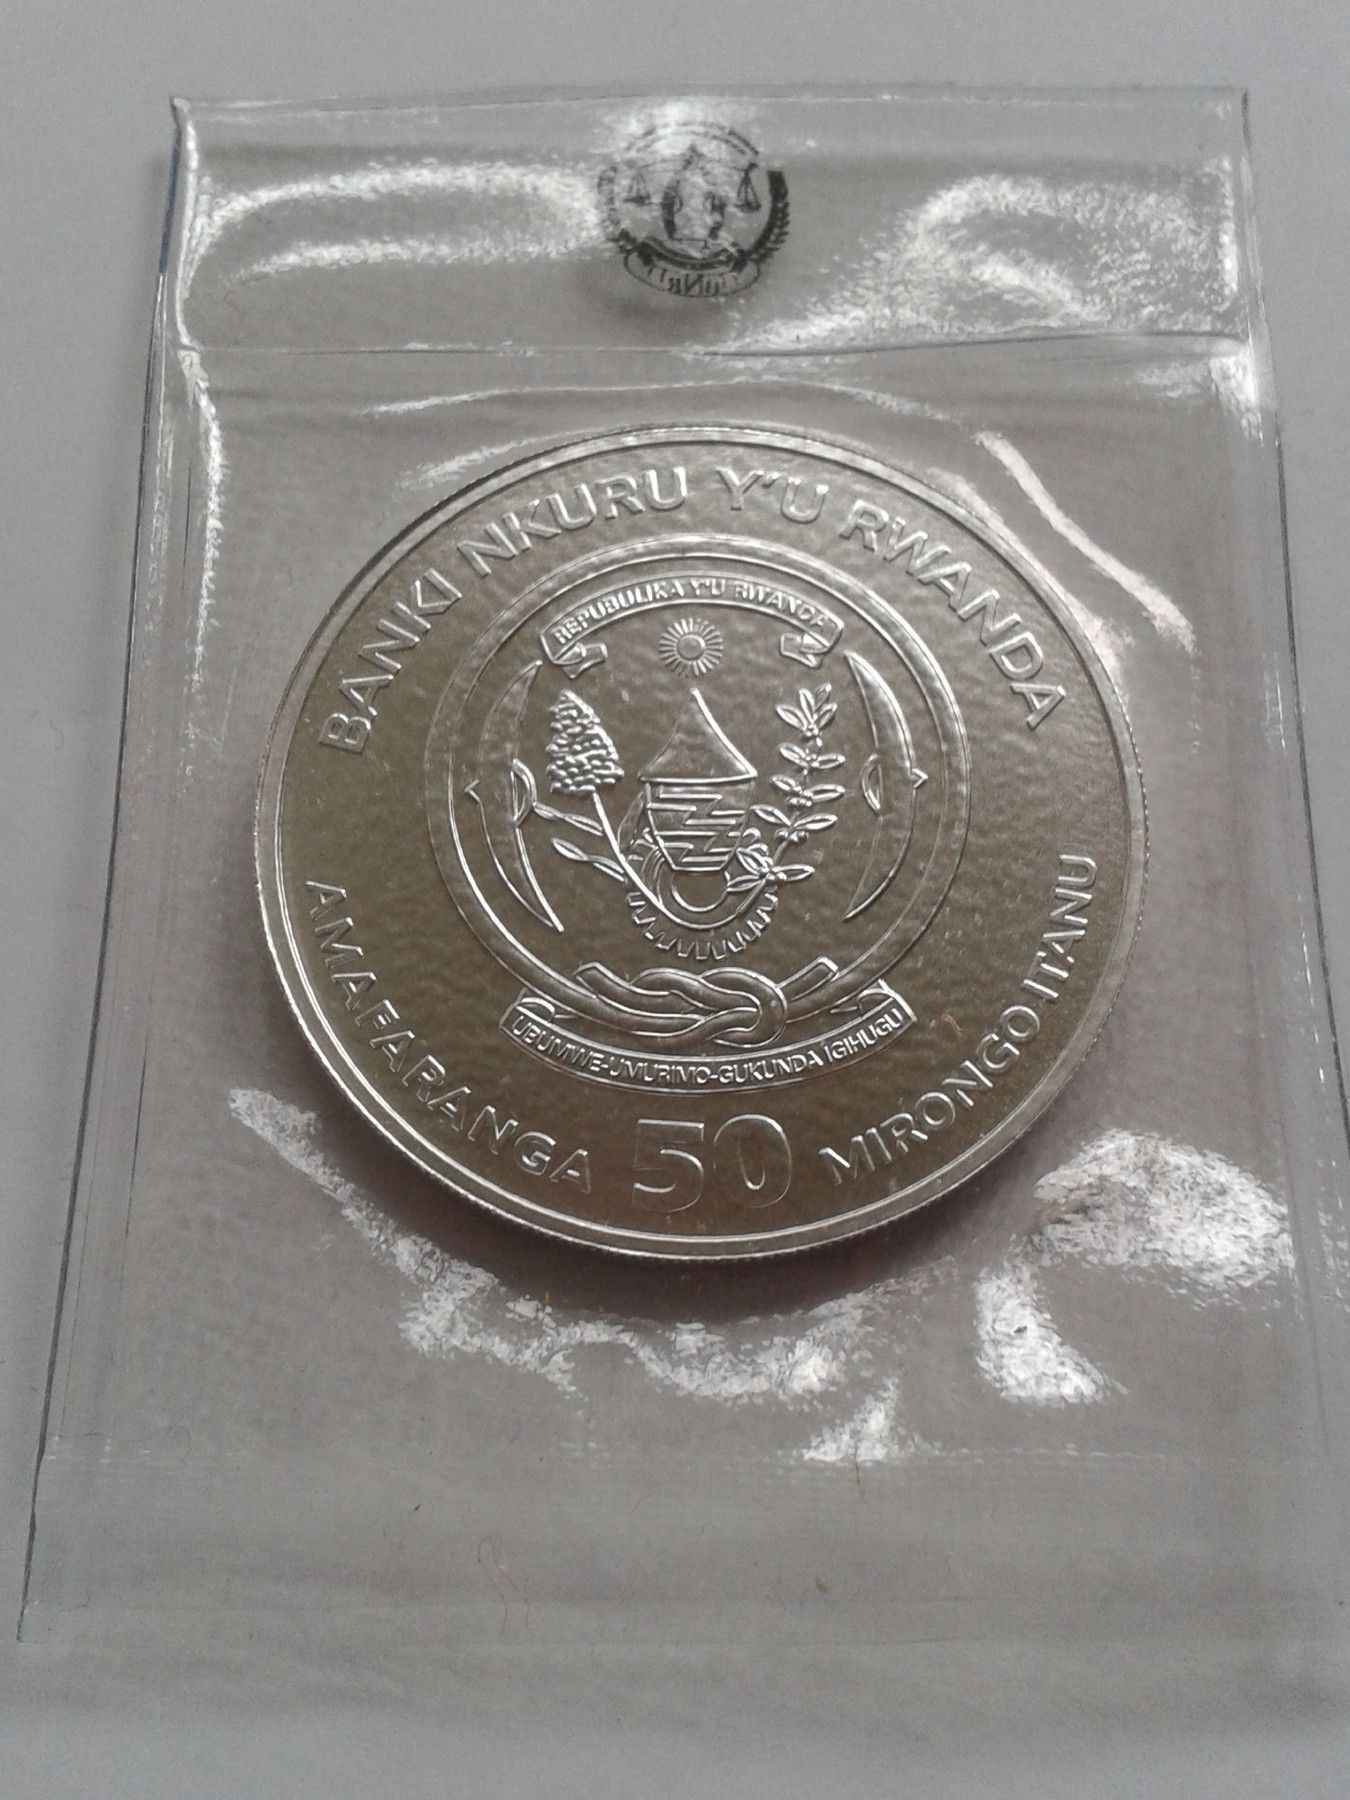 BANKI NKURU Y'U RWANDA
REPUBULIKA Y'U RWANDA
UBUMWE-UMURIMO-GUKUNDA IGIHUGU
AMAFARANGA 50 MIRONGO ITANU